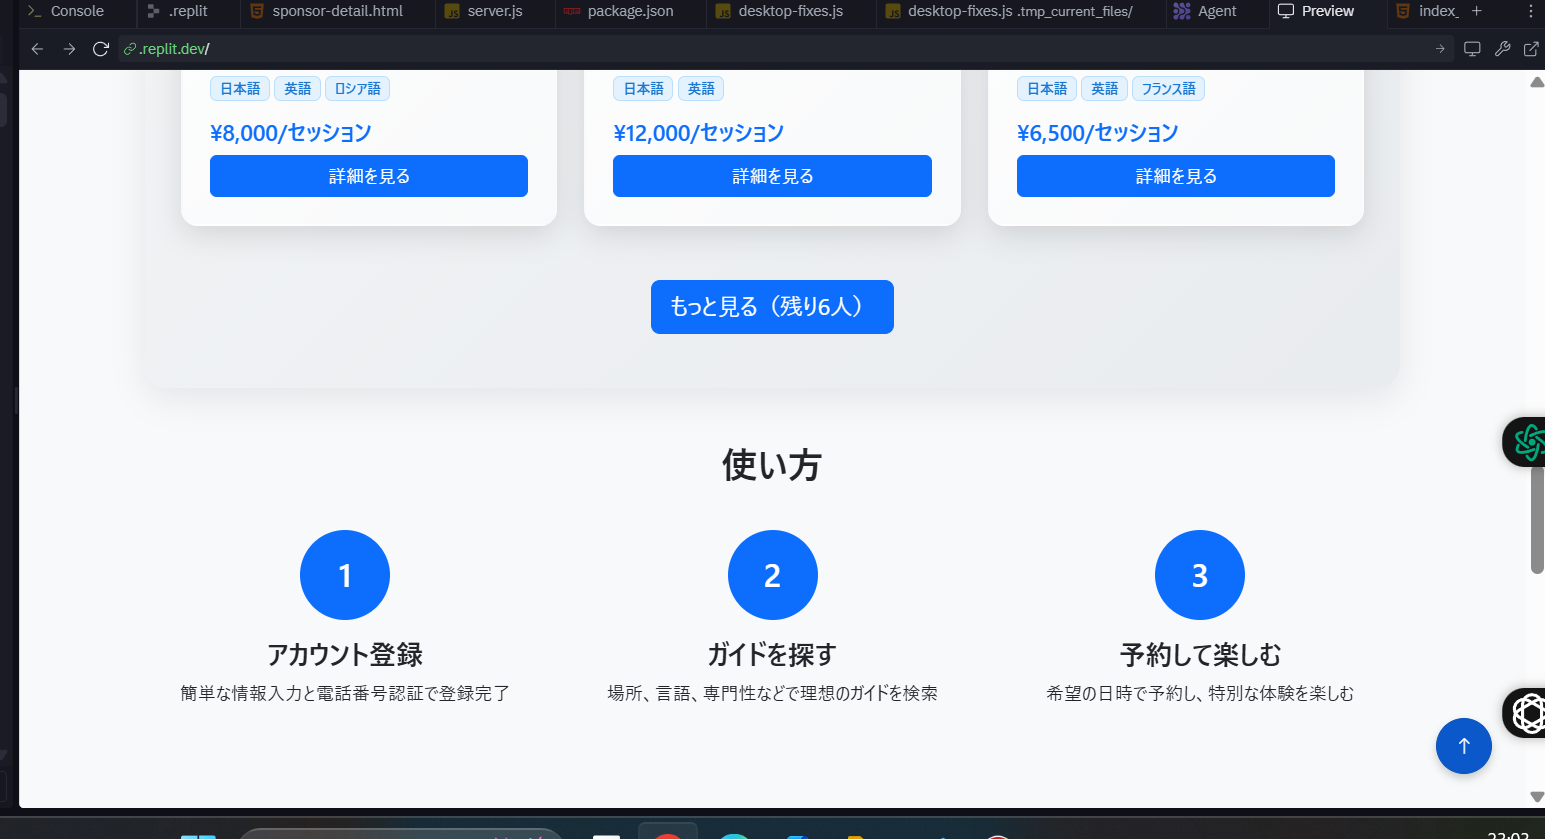 Console
.replit
sponsor-detail.html
server.js
package.json
desktop-fixes.js
desktop-fixes.js .tmp_current_files/
Agent
Preview
index_
.replit.dev/
日本語 英語 ロシア語
日本語 英語
日本語 英語 フランス語
¥8,000/セッション
¥12,000/セッション
¥6,500/セッション
詳細を見る
詳細を見る
詳細を見る
もっと見る（残り6人）
使い方
1
2
3
アカウント登録
ガイドを探す
予約して楽しむ
簡単な情報入力と電話番号認証で登録完了
場所、言語、専門性などで理想のガイドを検索
希望の日時で予約し、特別な体験を楽しむ